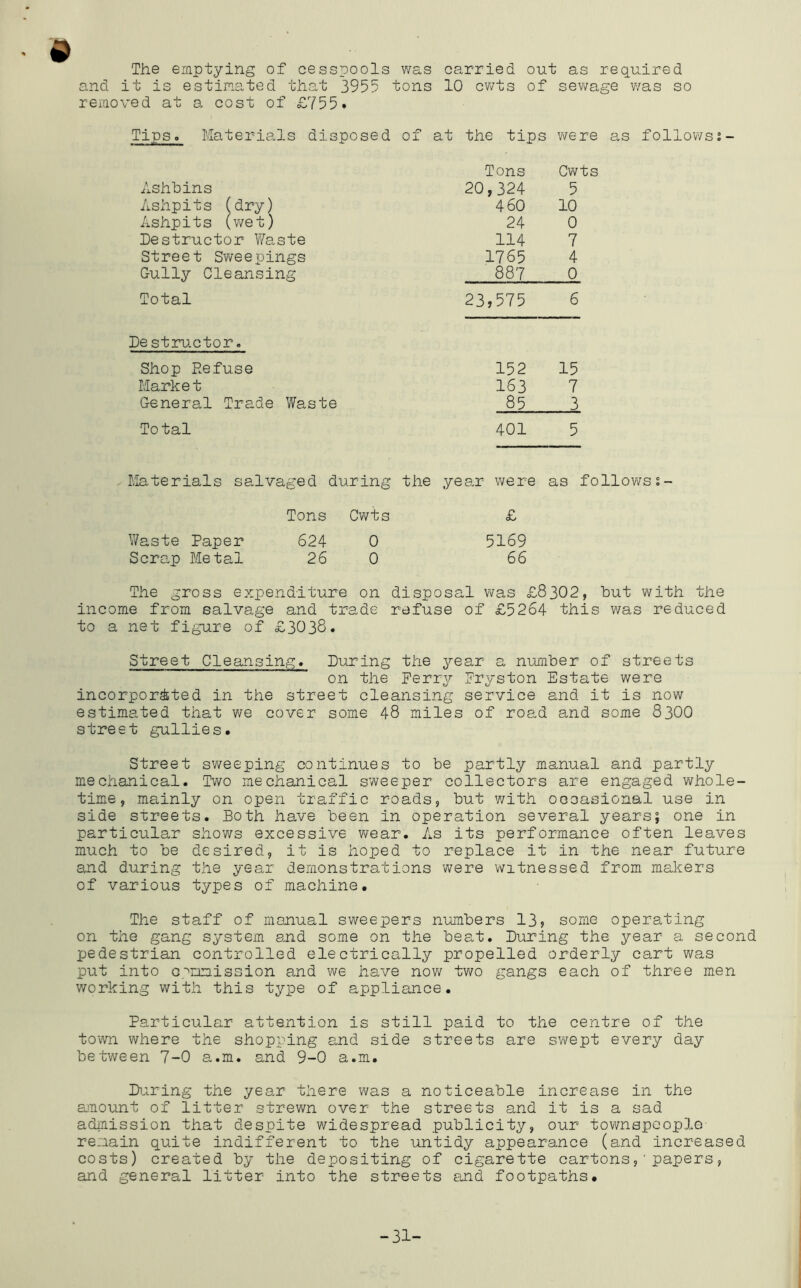 The emptying of cesspools was carried out as required
and it is estimated that 3955 tons 10 cwts of sewage was so
removed at a cost of £755.
Tips. Materials disposed of at the tips were as follows:-
Tons Cwts
Ashbins 20,324 5
Ashpits (dry) 460 10
Ashpits (wet) 24 0
Destructor Waste 114 7
Street Sweepings 1765 4
Gully Cleansing 887 0
Total 23,575 6
Destructor.
Shop Refuse 152 15
Market 163 7
General Trade Waste 85 3
Total 401 5
Materials salvaged during the year were as follows:-
Tons Cwts £
Waste Paper 624 0 5169
Scrap Metal 26 0 66
The gross expenditure on disposal was £8302, but with the
income from salvage and trade refuse of £5264 this was reduced
to a net figure of £3038.
Street Cleansing. During the year a number of streets
on the Ferry Fryston Estate were
incorporated in the street cleansing service and it is now
estimated that we cover some 48 miles of road and some 8300
street gullies.
Street sweeping continues to be partly manual and partly
mechanical. Two mechanical sweeper collectors are engaged whole-
time, mainly on open traffic roads, but with occasional use in
side streets. Both have been in operation several years; one in
particular shows excessive wear. As its performance often leaves
much to be desired, it is hoped to replace it in the near future
and during the year demonstrations were witnessed from makers
of various types of machine.
The staff of manual sweepers numbers 13, some operating
on the gang system and some on the beat. During the year a second
pedestrian controlled electrically propelled orderly cart was
put into commission and we have now two gangs each of three men
working with this type of appliance.
Particular attention is still paid to the centre of the
town where the shopping and side streets are swept every day
between 7-0 a.m. and 9-0 a.m.
During the year there was a noticeable increase in the
amount of litter strewn over the streets and it is a sad
admission that despite widespread publicity, our townspeople
remain quite indifferent to the untidy appearance (and increased
costs) created by the depositing of cigarette cartons, papers,
and general litter into the streets and footpaths.
-31-